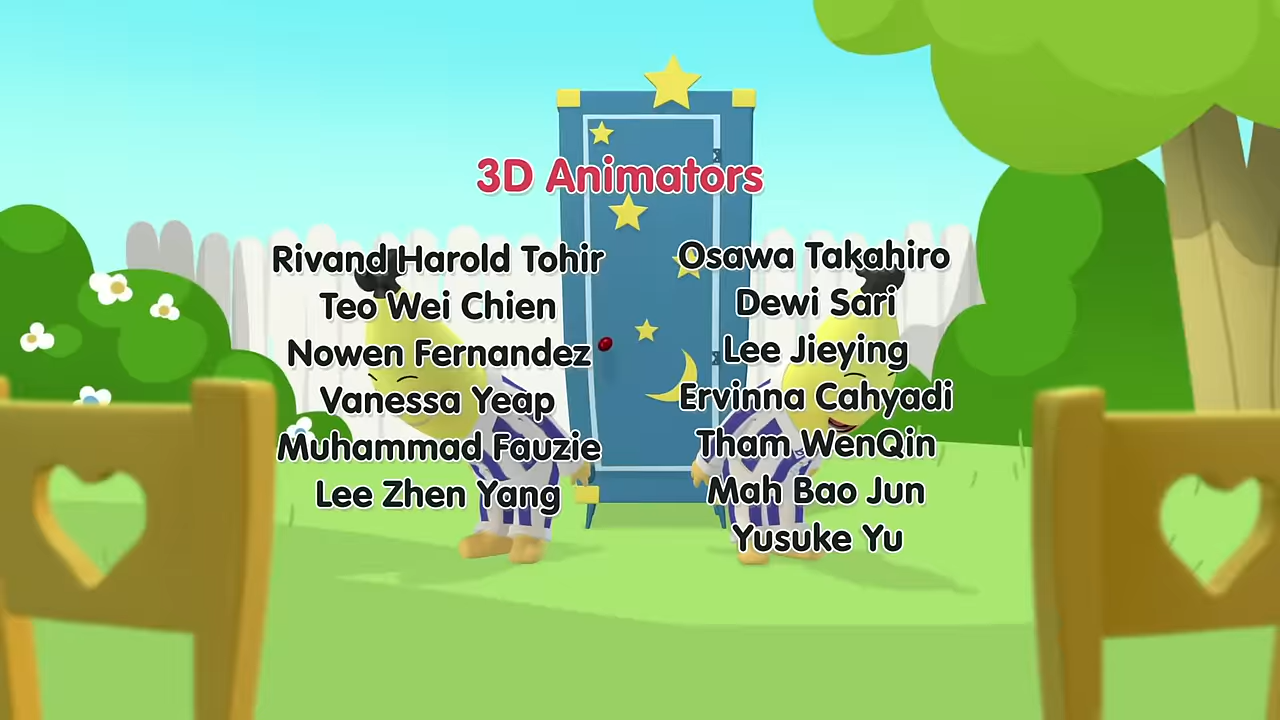 3D Animators
Rivand Harold Tohir
Teo Wei Chien
Nowen Fernandez
Vanessa Yeap
Muhammad Fauzie
Lee Zhen Yang
Osawa Takahiro
Dewi Sari
Lee Jieying
Ervinna Cahyadi
Tham WenQin
Mah Bao Jun
Yusuke Yu